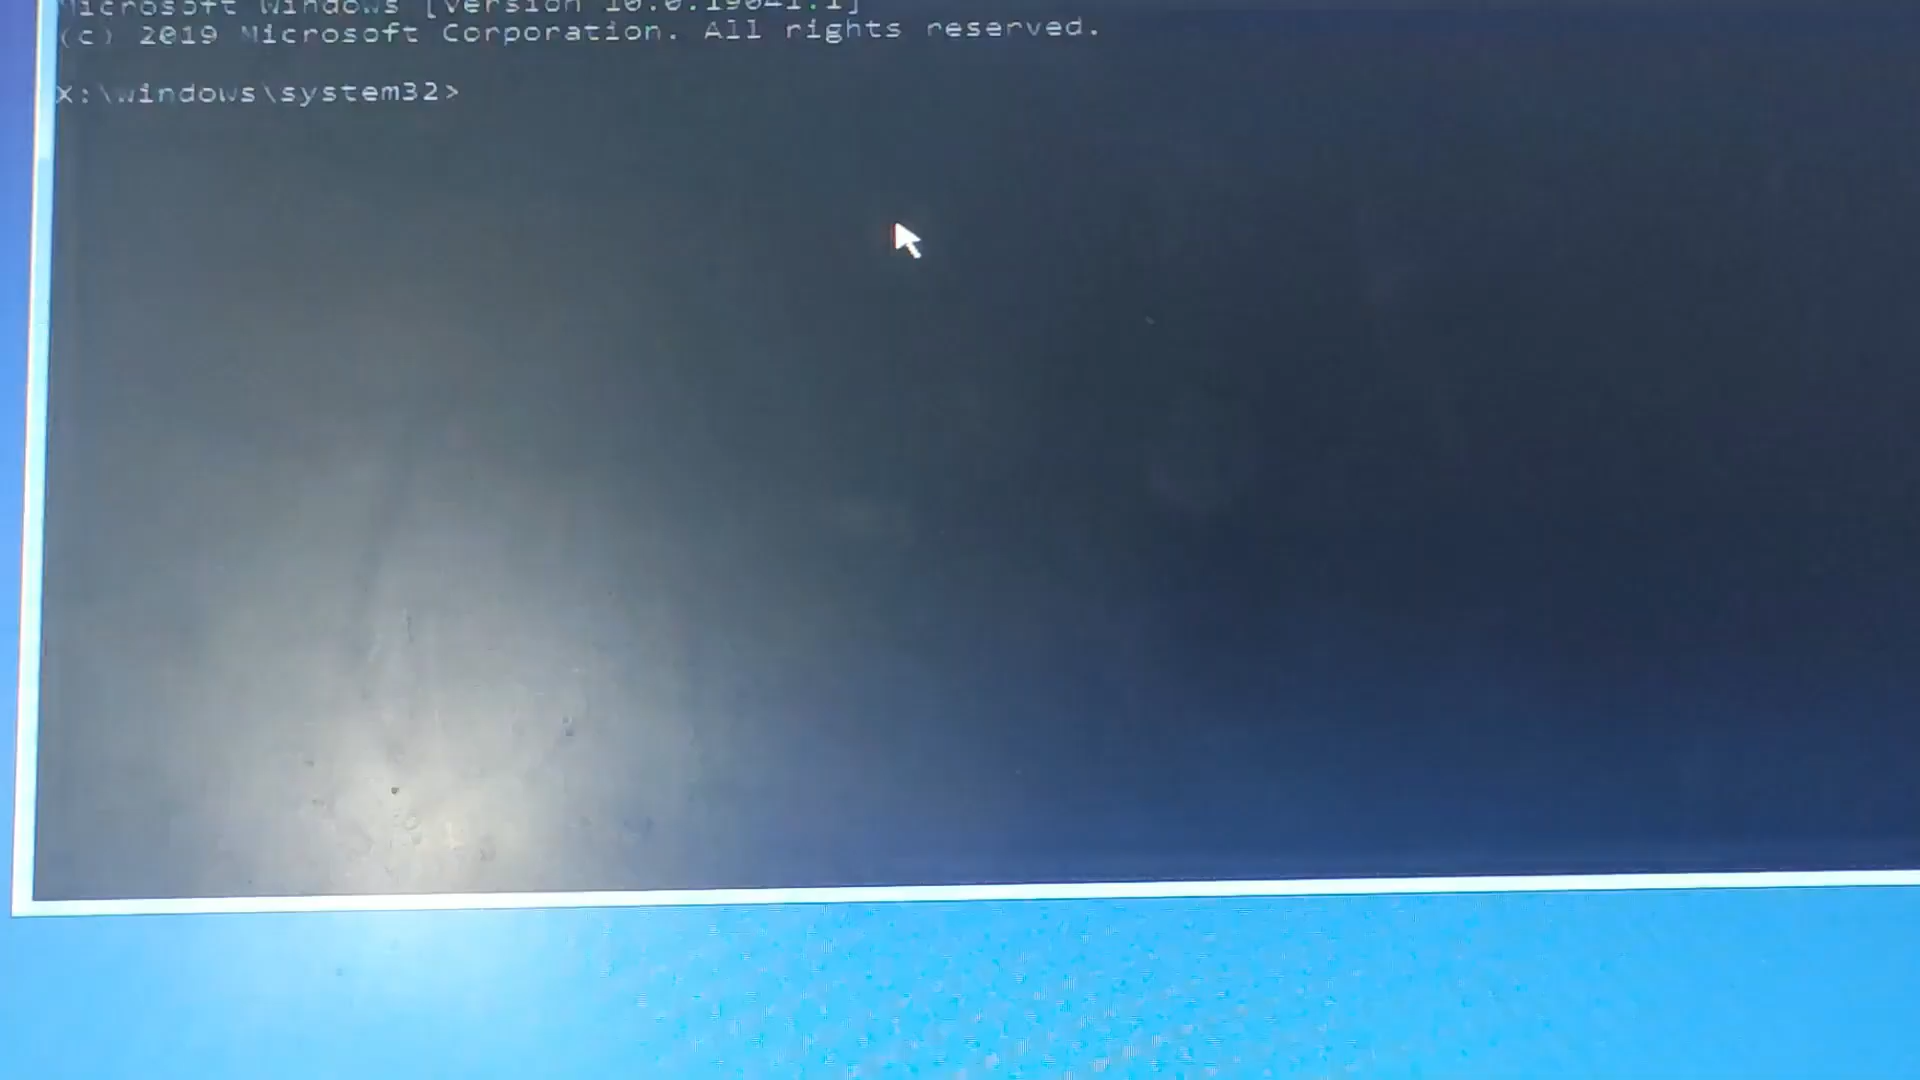 Microsoft Windows [Version 10.0.19041.1]
(c) 2019 Microsoft Corporation. All rights reserved.
X:\windows\system32>